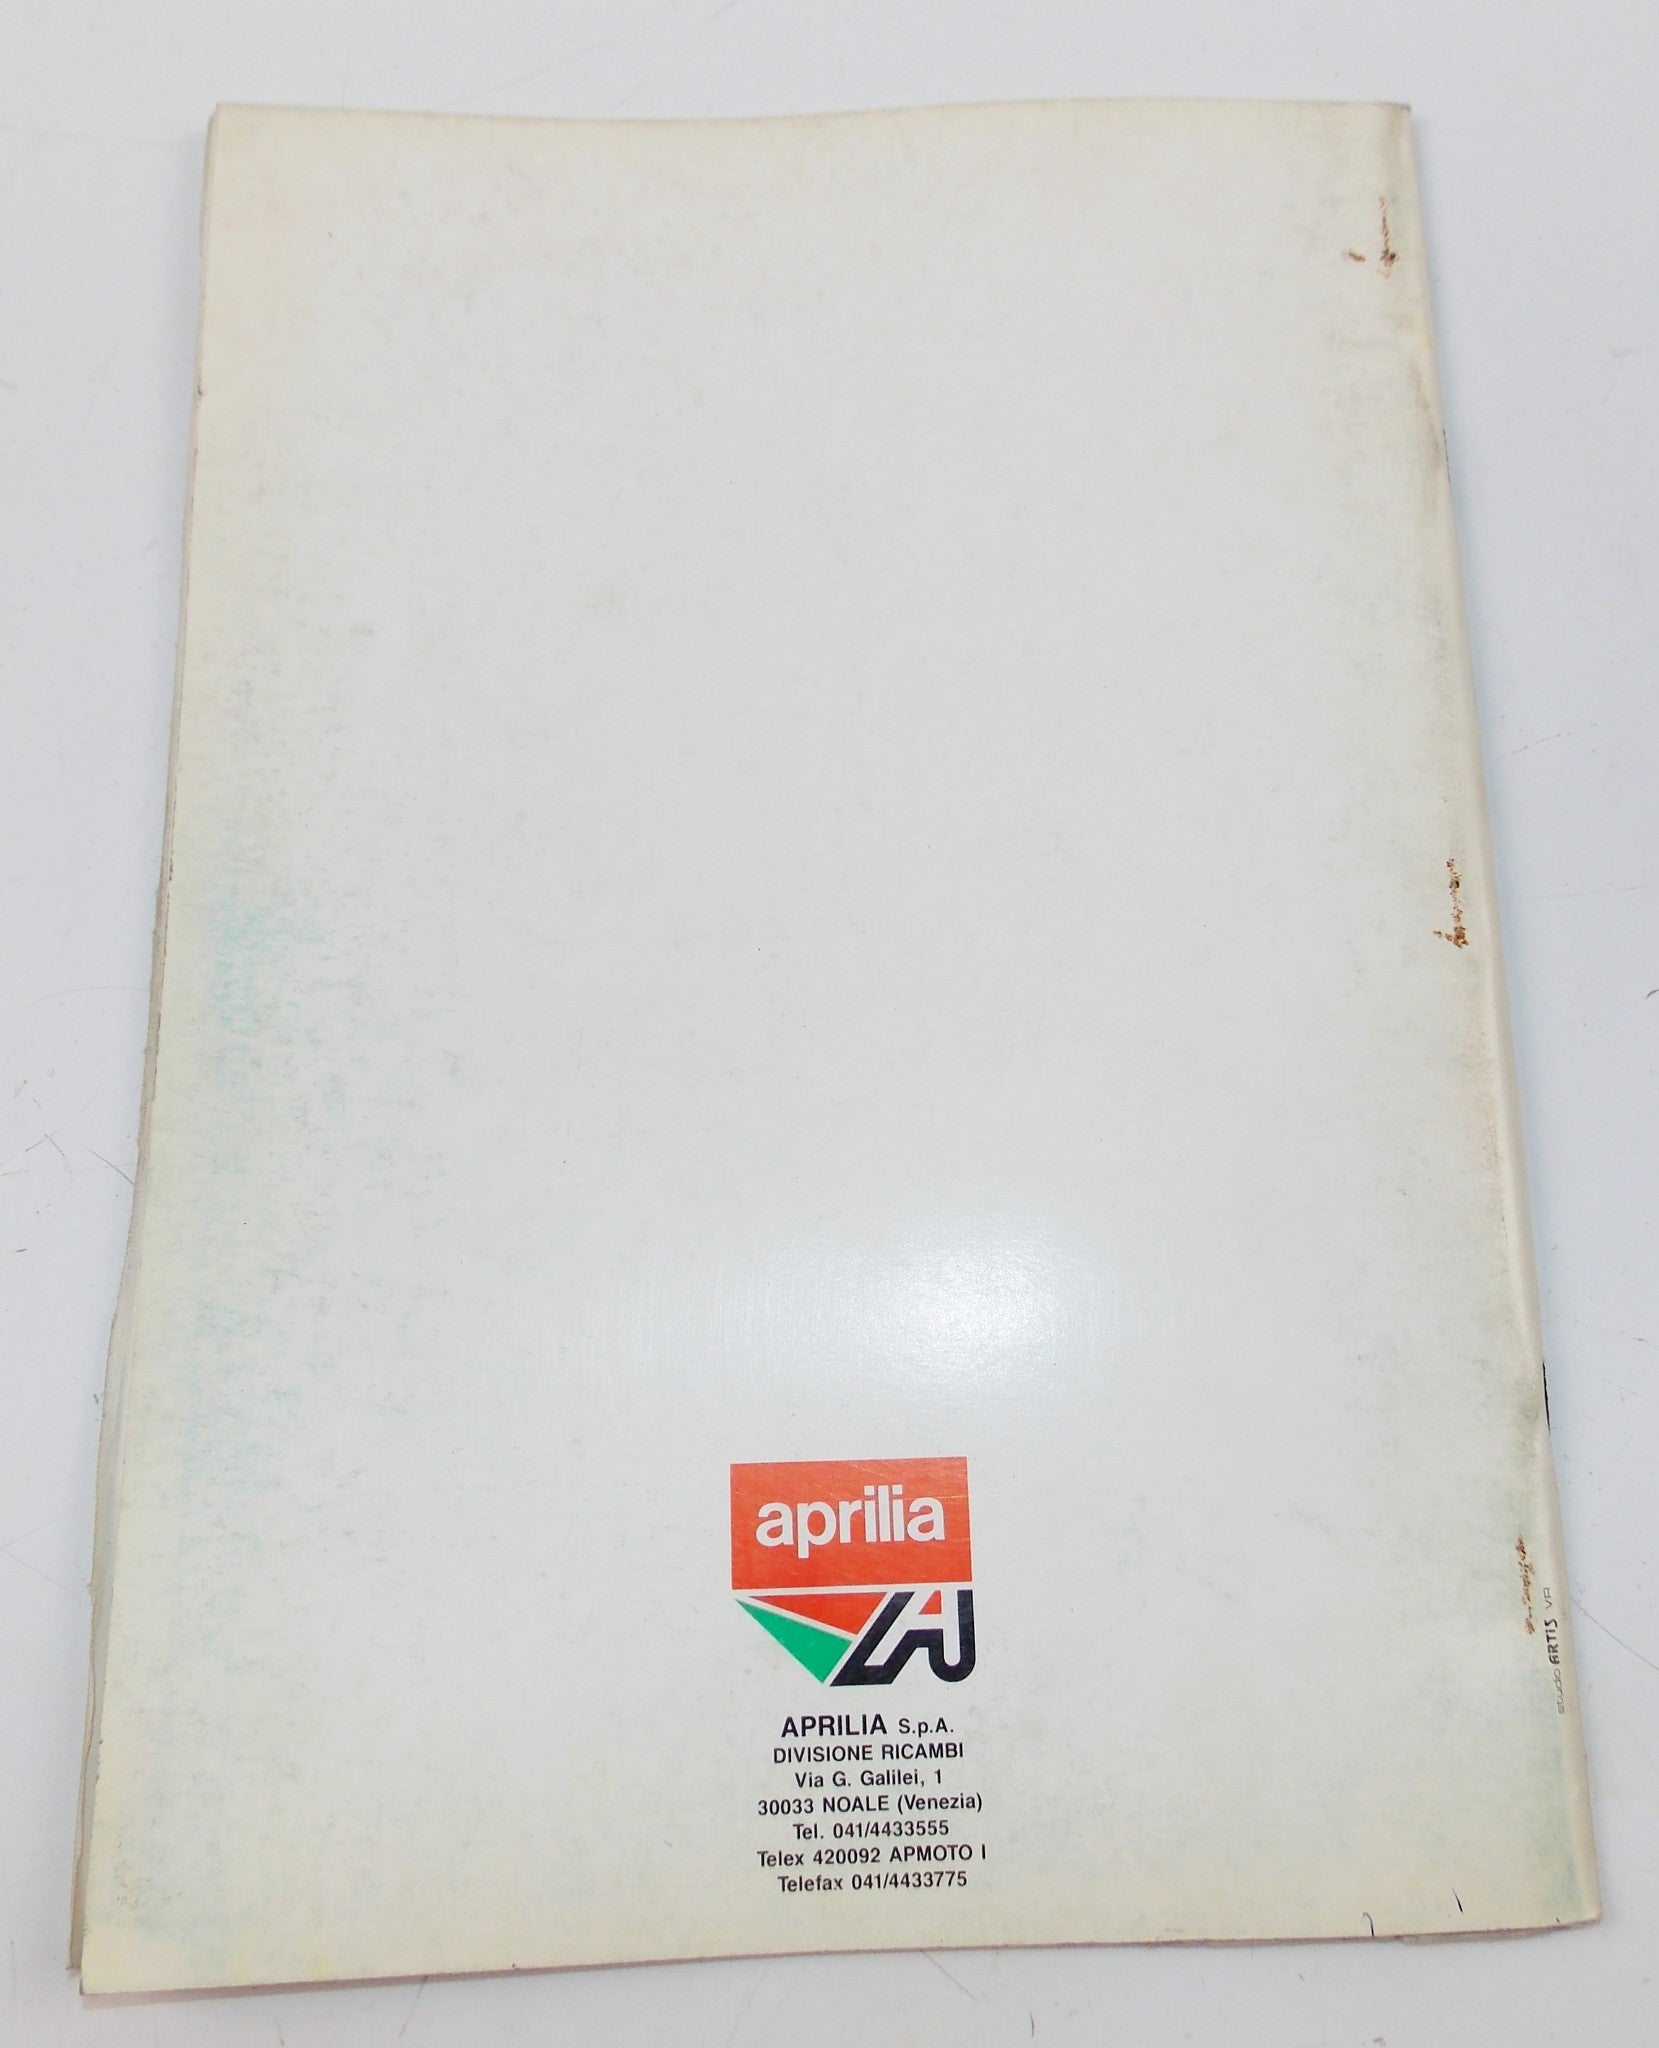 aprilia
APRILIA S.p.A.
DIVISIONE RICAMBI
Via G. Galilei, 1
30033 NOALE (Venezia)
Tel. 041/4433555
Telex 420092 APMOTO I
Telefax 041/4433775
studio ARTIS VR